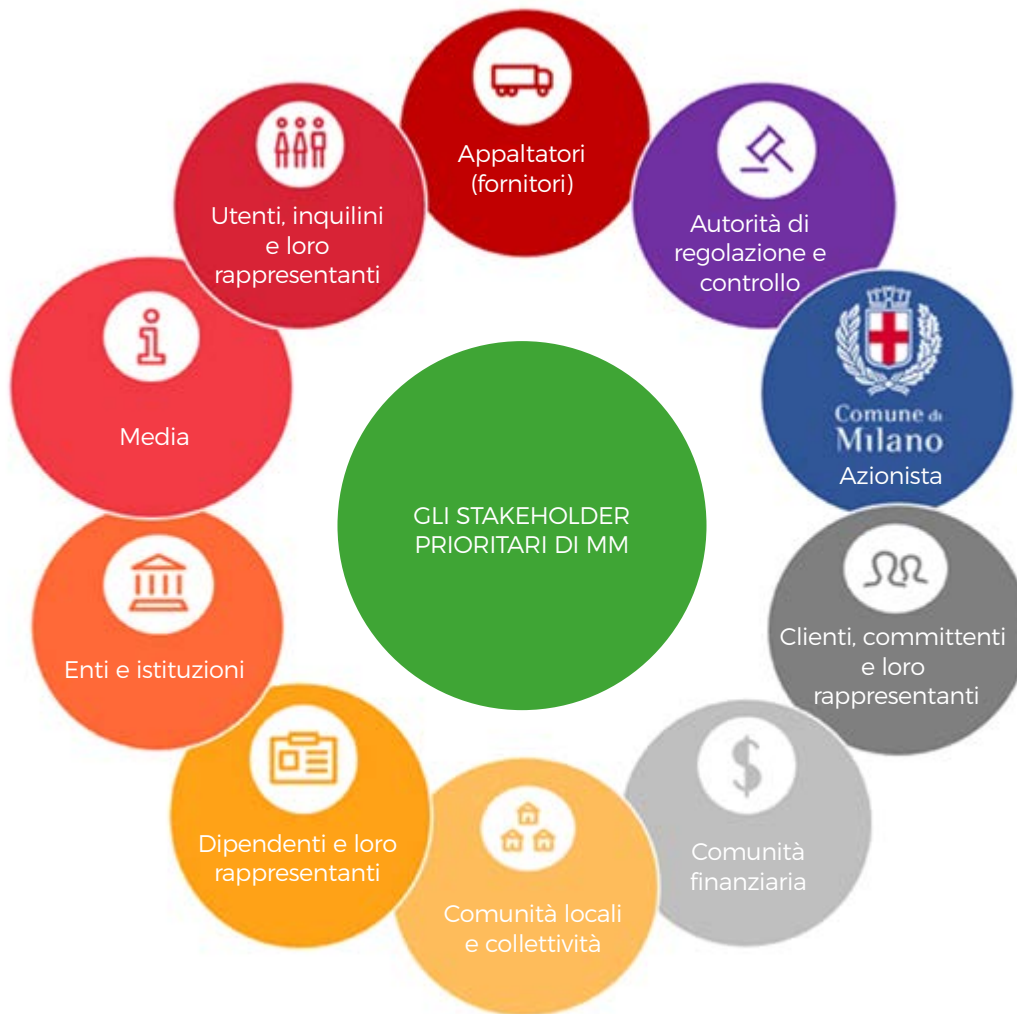 Appaltatori
(fornitori)
Autorità di
regolazione e
controllo
Comune di
Milano
Azionista
Clienti, committenti
e loro
rappresentanti
Comunità
finanziaria
Comunità locali
e collettività
Dipendenti e loro
rappresentanti
Enti e istituzioni
Media
Utenti, inquilini
e loro
rappresentanti
GLI STAKEHOLDER
PRIORITARI DI MM